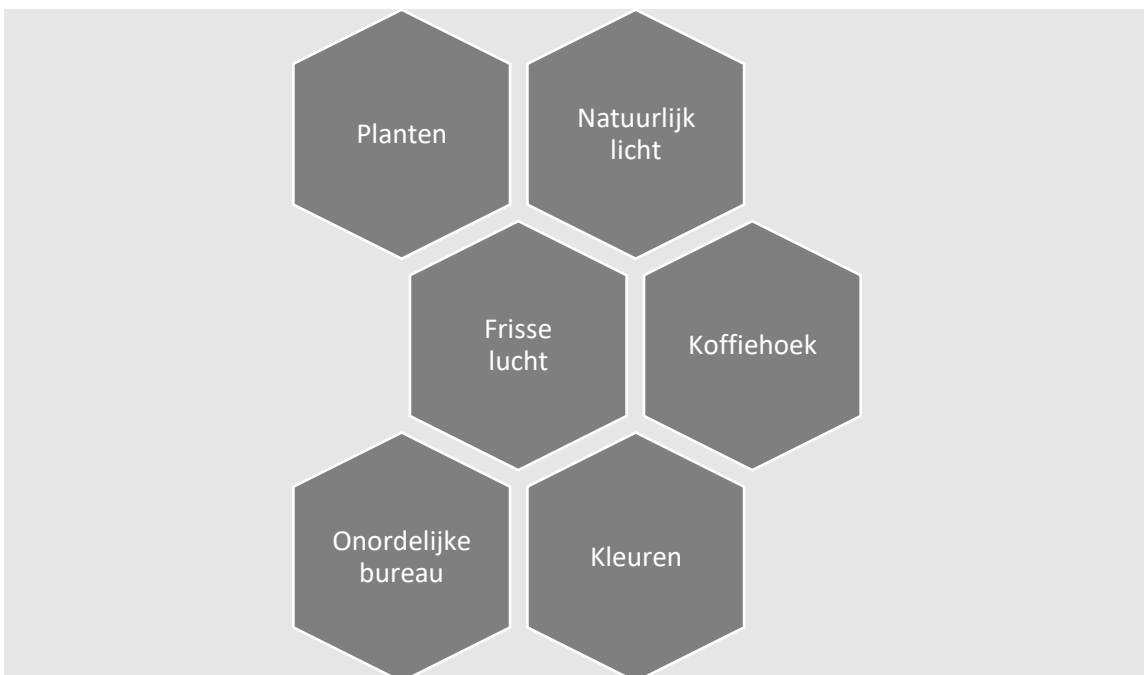 Planten
Natuurlijk
licht
Frisse
lucht
Koffiehoek
Onordelijke
bureau
Kleuren